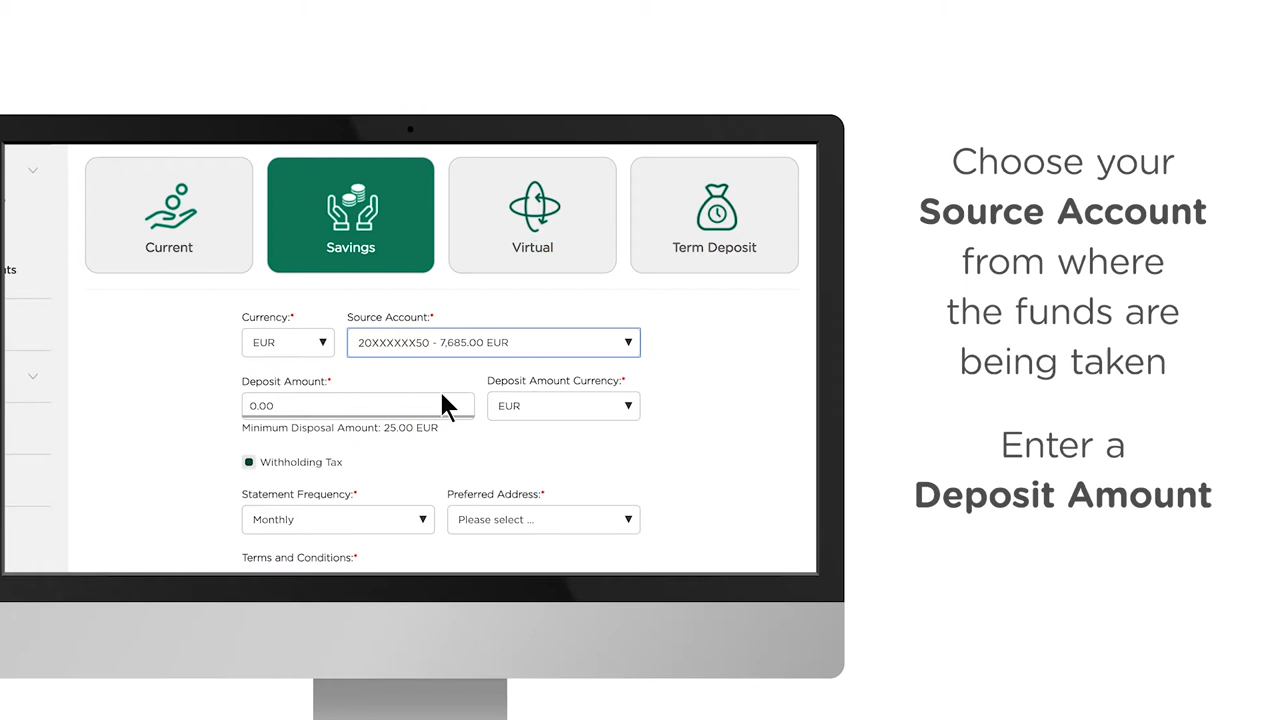 Current
Savings
Virtual
Term Deposit
nts
Currency:*
Source Account:*
EUR
20XXXXXX50 - 7,685.00 EUR
Deposit Amount:*
Deposit Amount Currency:*
0.00
EUR
Minimum Disposal Amount: 25.00 EUR
Withholding Tax
Statement Frequency:*
Preferred Address:*
Monthly
Please select ...
Terms and Conditions:*
Choose your
Source Account
from where
the funds are
being taken
Enter a
Deposit Amount